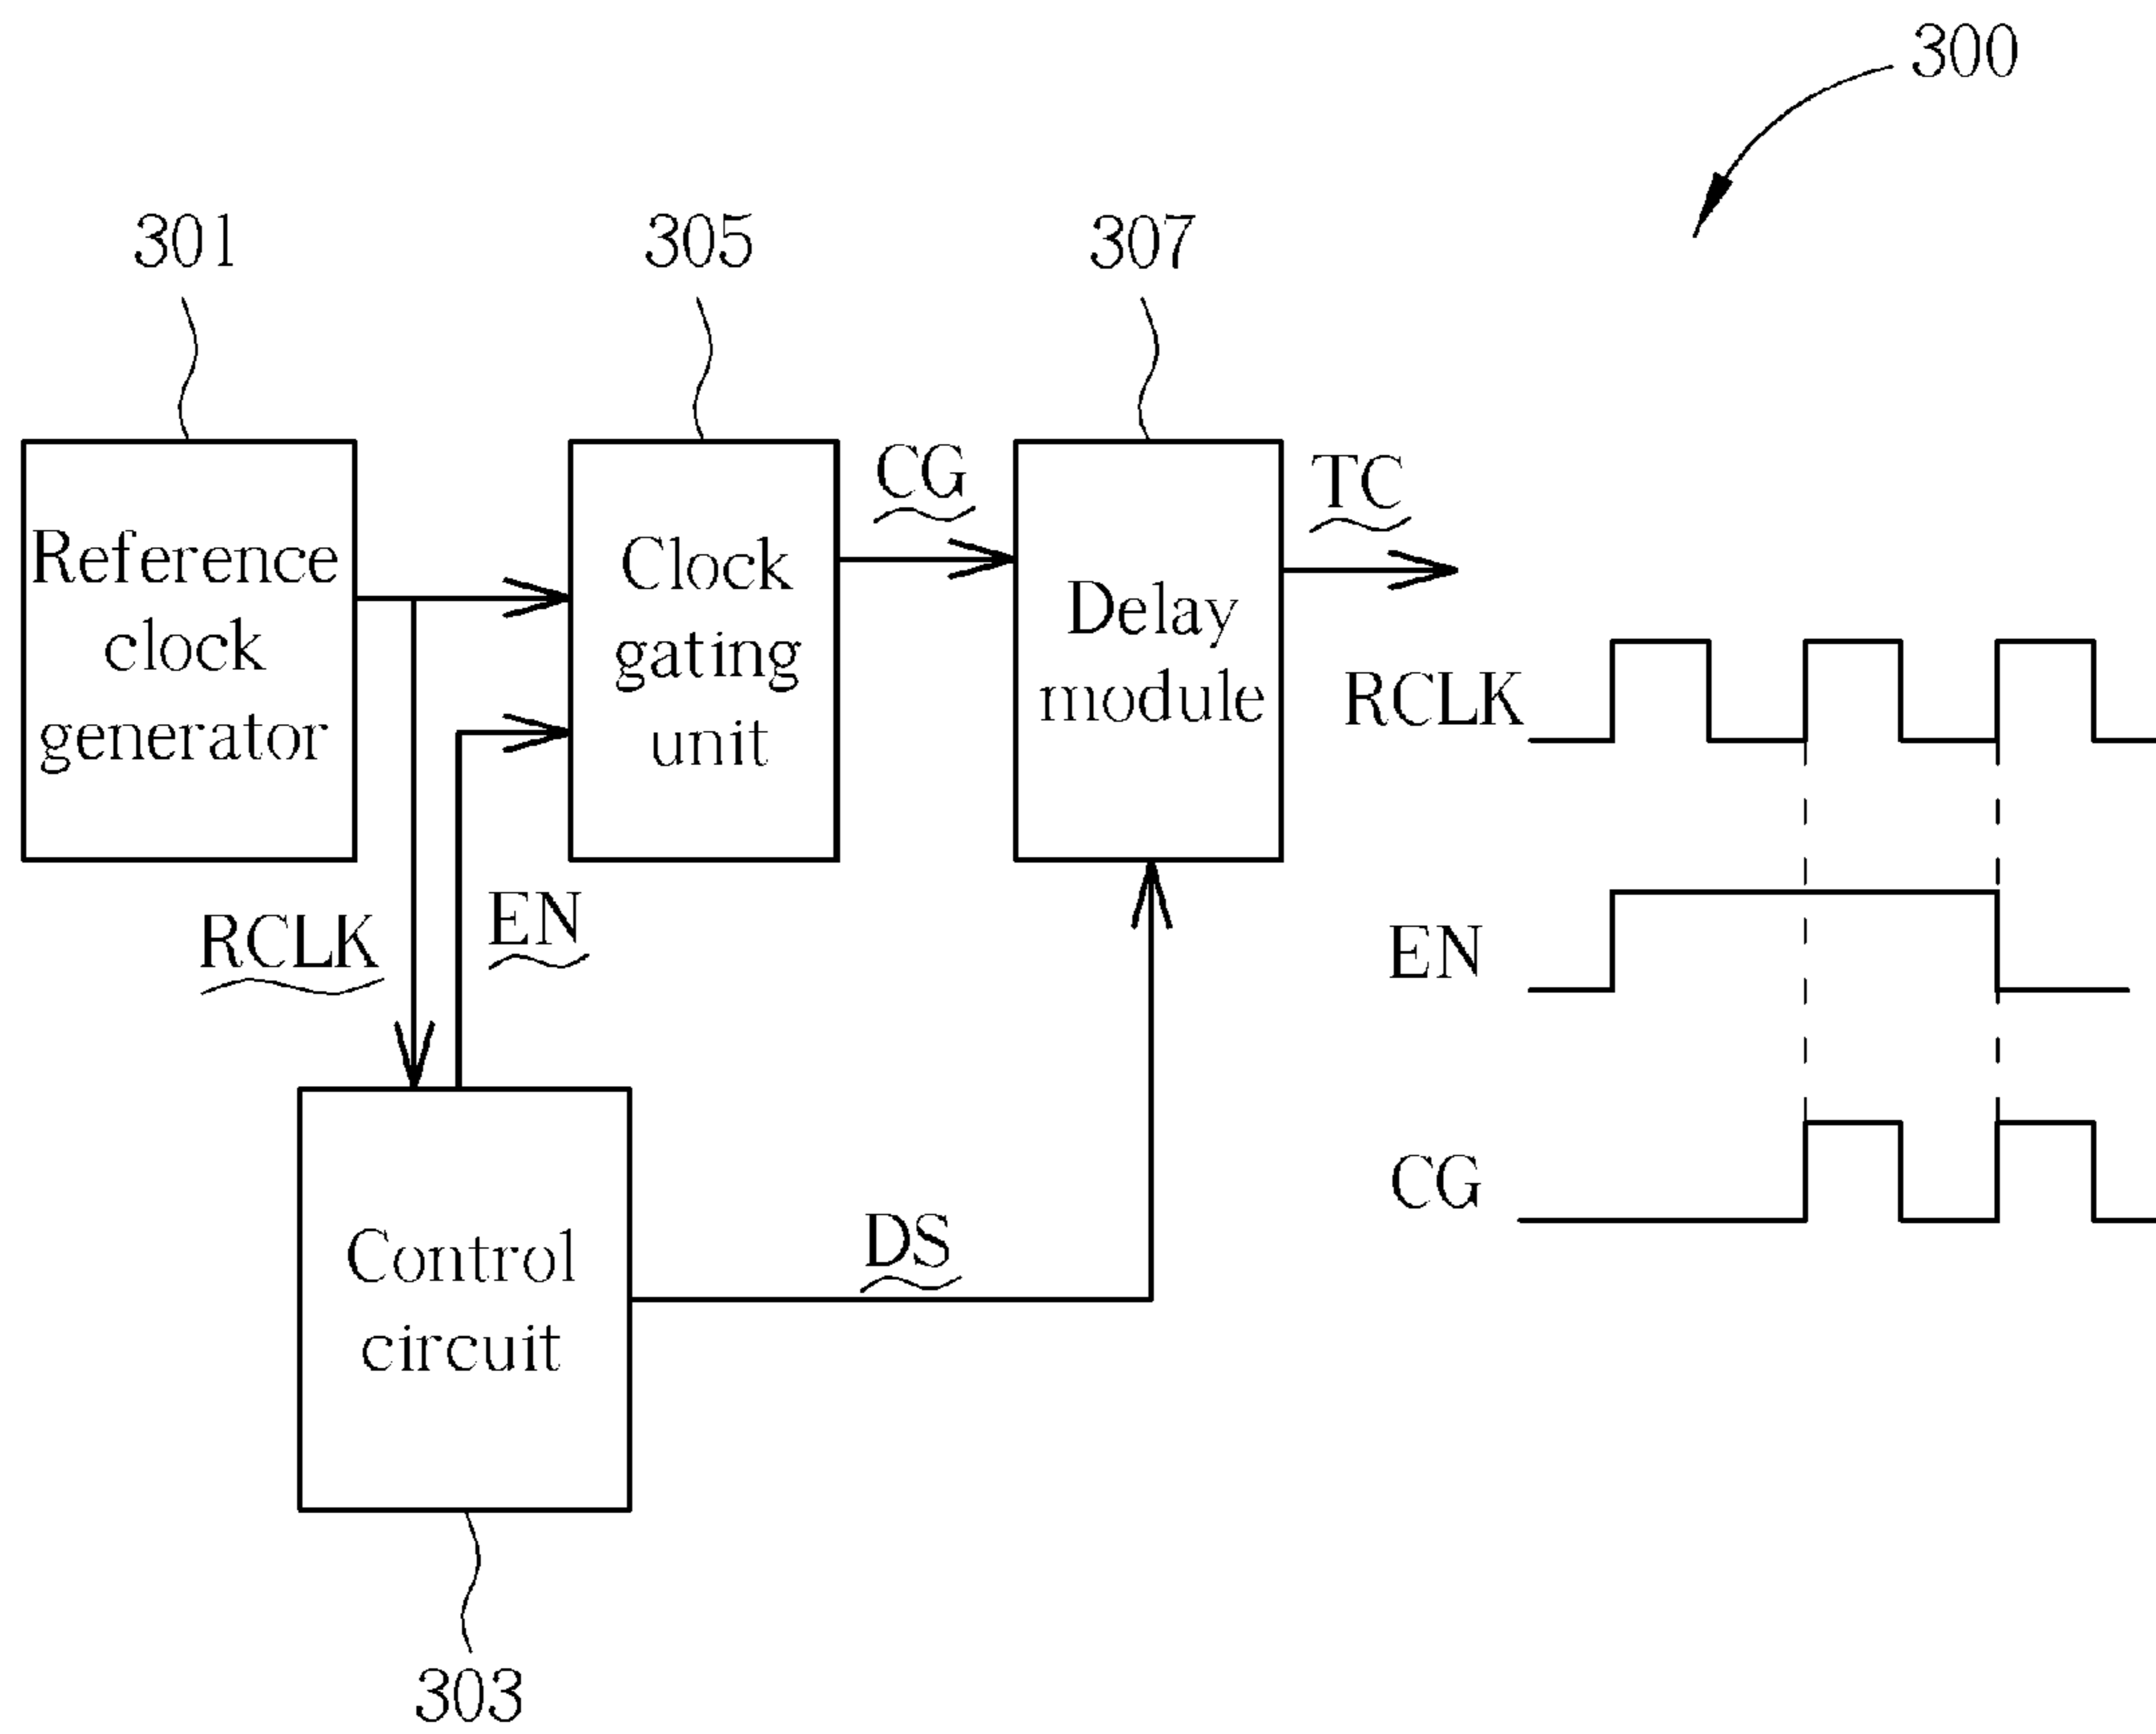 300
301
305
307
Reference
clock
generator
Clock
gating
unit
CG
Delay
module
TC
RCLK
EN
Control
circuit
DS
303
RCLK
EN
CG